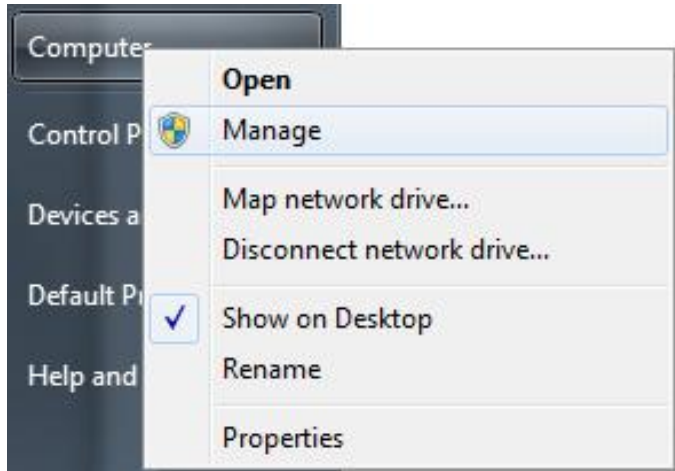 Computer
Open
Control P
Manage
Devices a
Map network drive...
Disconnect network drive...
Default P
Show on Desktop
Help and
Rename
Properties